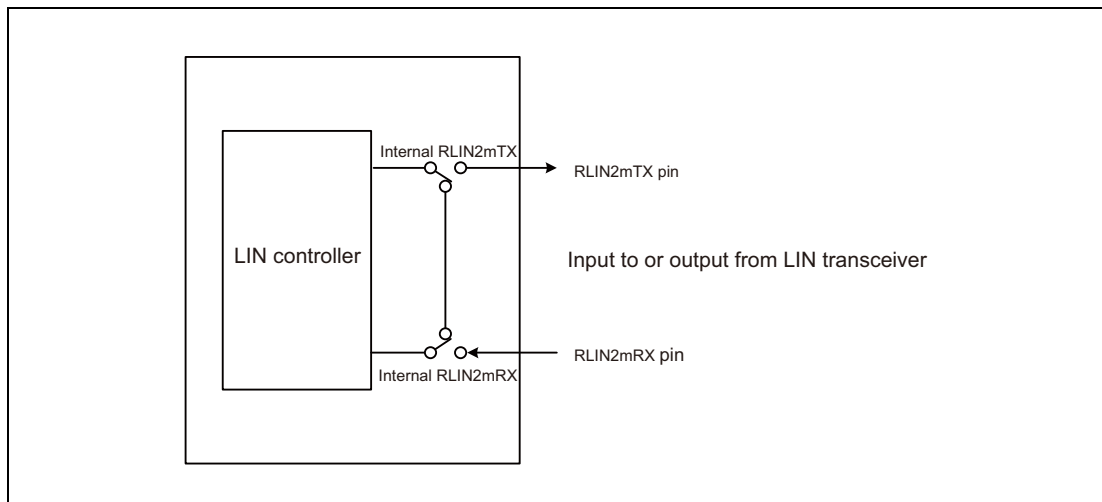 Internal RLIN2mTX
RLIN2mTX pin
LIN controller
Input to or output from LIN transceiver
RLIN2mRX pin
Internal RLIN2mRX